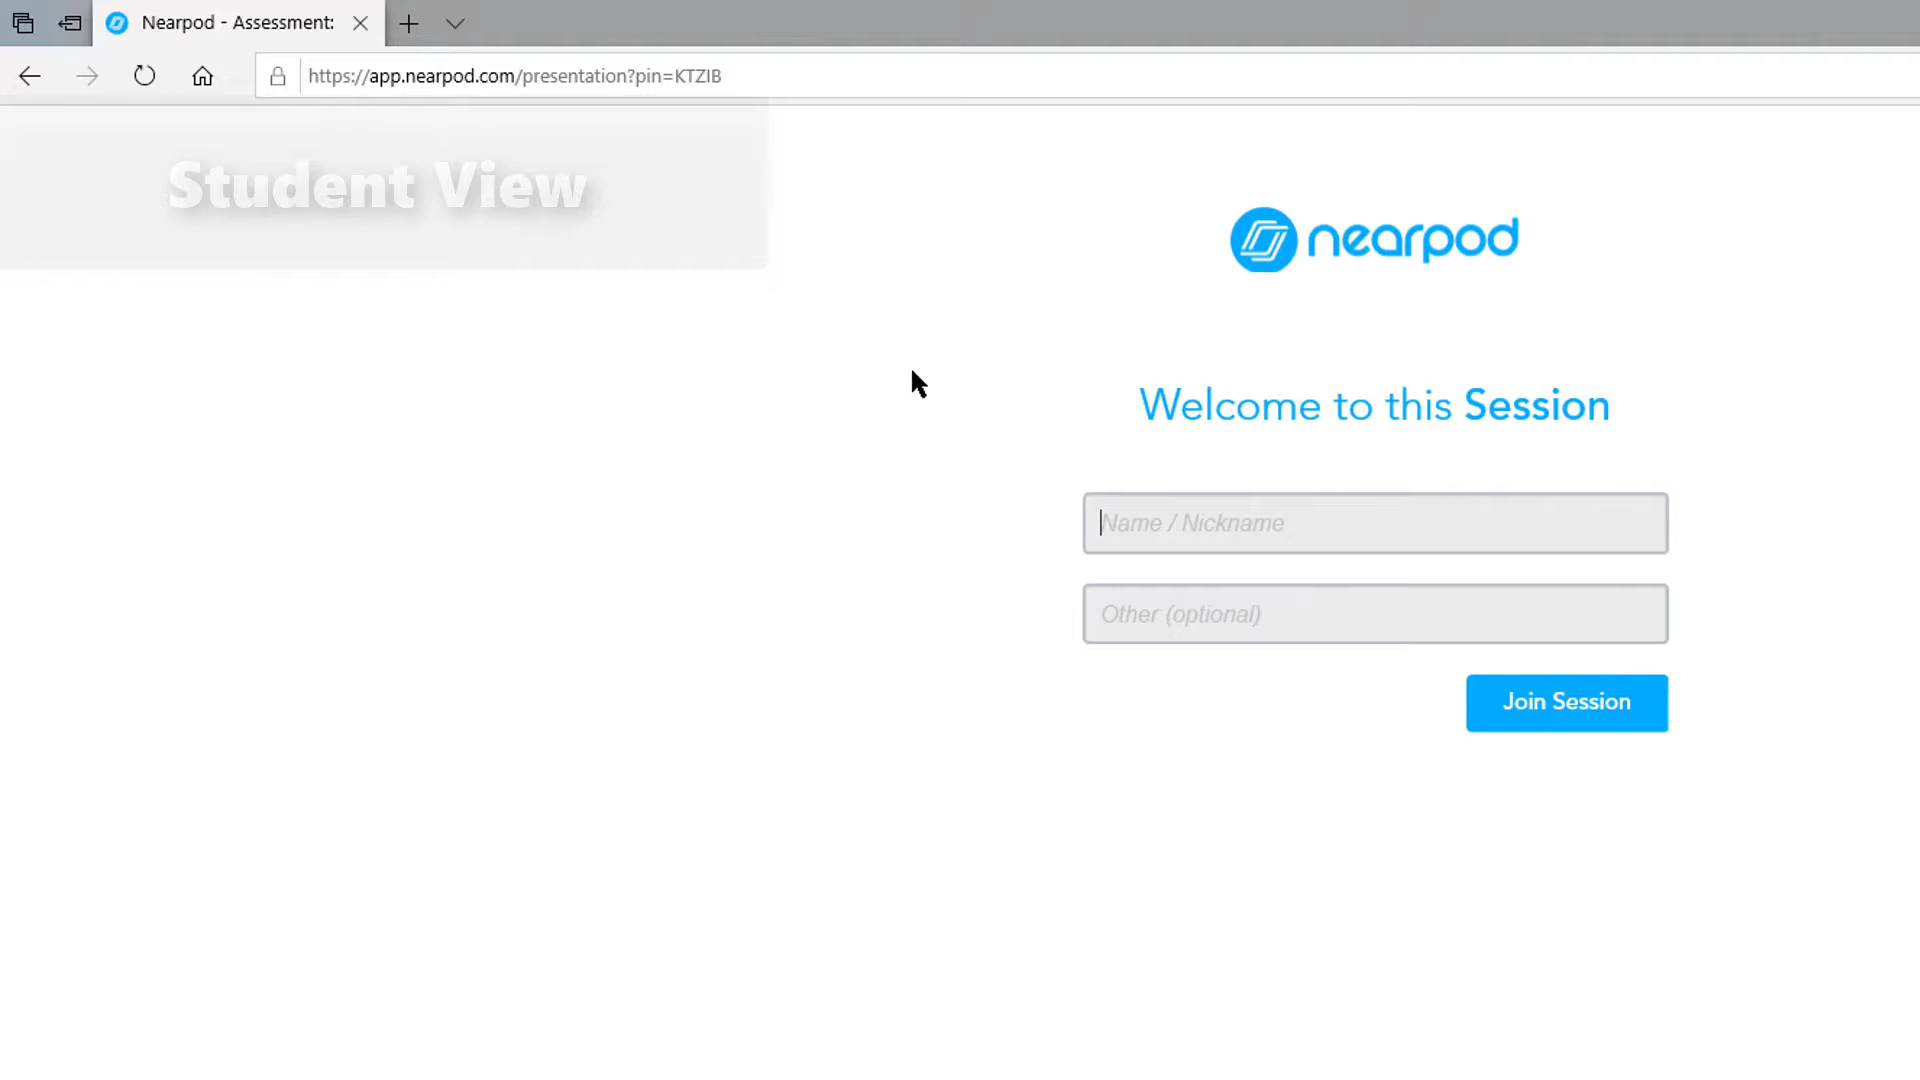 Nearpod - Assessment:
https://app.nearpod.com/presentation?pin=KTZIB
Student View
nearpod
Welcome to this Session
Name / Nickname
Other (optional)
Join Session